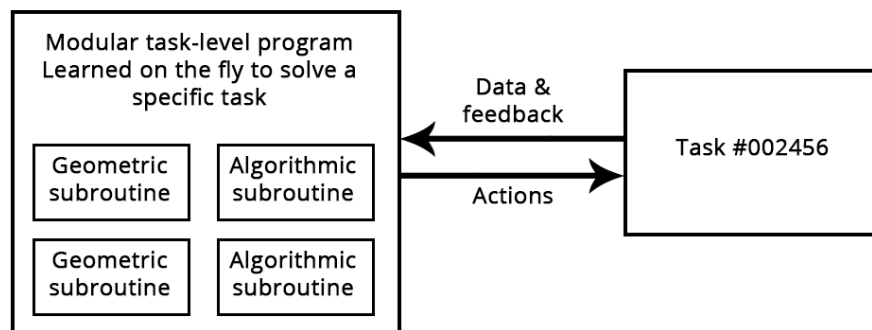 Modular task-level program
Learned on the fly to solve a
specific task
Geometric
subroutine
Algorithmic
subroutine
Geometric
subroutine
Algorithmic
subroutine
Data &
feedback
Actions
Task #002456